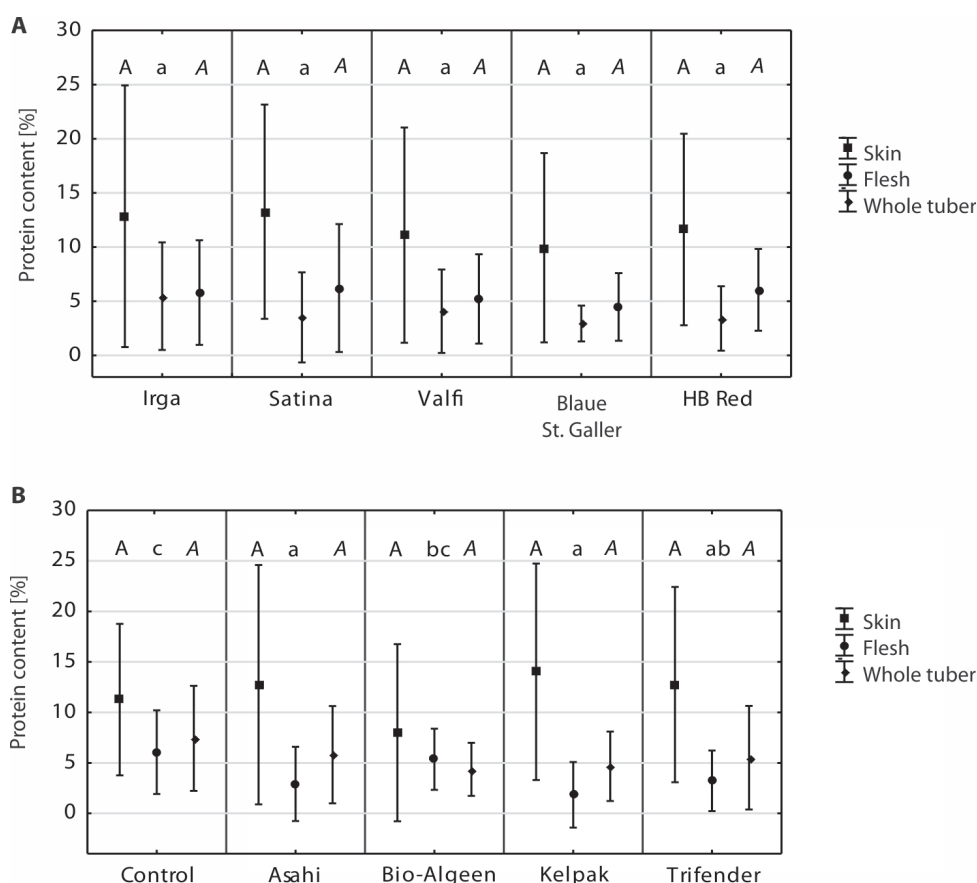 A
30
A a A A a A A a A A a A A a A
25
20
15
10
5
0
Protein content [%]
Skin
Flesh
Whole tuber
Irga Satina Valfi Blaue HB Red
St. Galler
B
30
A c A A a A A bc A A a A A ab A
25
20
15
10
5
0
Protein content [%]
Skin
Flesh
Whole tuber
Control Asahi Bio-Algeen Kelpak Trifender